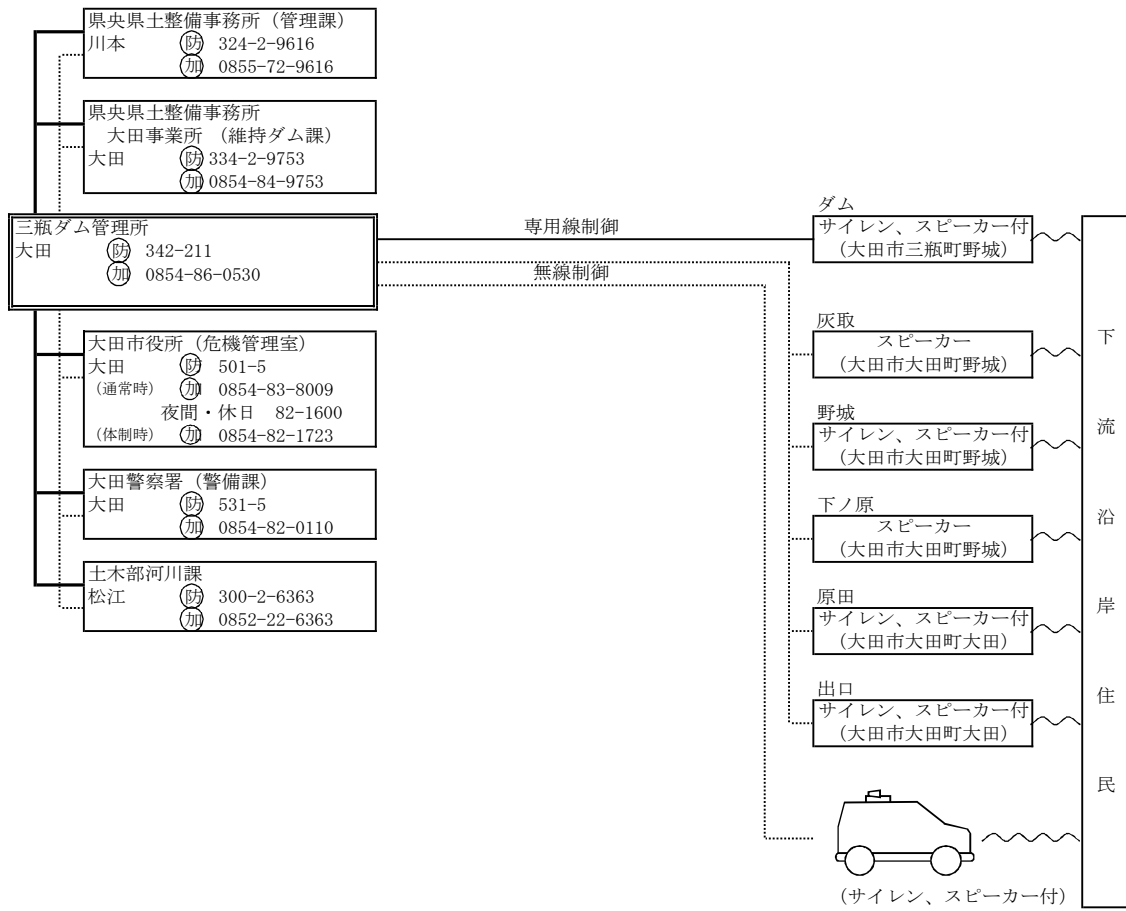 県央県土整備事務所（管理課）
川本　㊟防 324-2-9616
加 0855-72-9616
県央県土整備事務所
大田事業所 （維持ダム課）
大田　防 334-2-9753
加 0854-84-9753
三瓶ダム管理所
大田　防 342-211
加 0854-86-0530
大田市役所（危機管理室）
大田　防 501-5
（通常時）　加 0854-83-8009
夜間・休日　82-1600
（体制時）　加 0854-82-1723
大田警察署（警備課）
大田　防 531-5
加 0854-82-0110
土木部河川課
松江　防 300-2-6363
加 0852-22-6363
専用線制御
無線制御
ダム
サイレン、スピーカー付
（大田市三瓶町野城）
灰取
スピーカー
（大田市大田町野城）
野城
サイレン、スピーカー付
（大田市大田町野城）
下ノ原
スピーカー
（大田市大田町野城）
原田
サイレン、スピーカー付
（大田市大田町大田）
出口
サイレン、スピーカー付
（大田市大田町大田）
（サイレン、スピーカー付）
下流沿岸住民